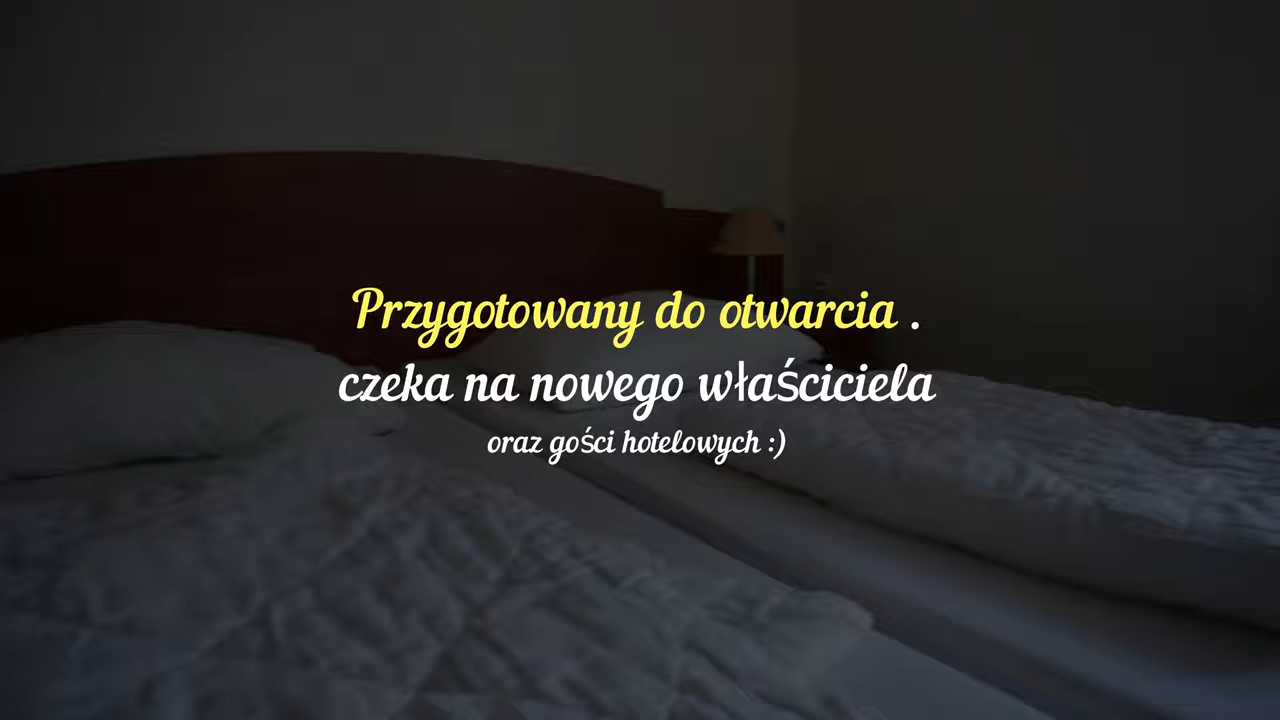 Przygotowany do otwarcia .
czeka na nowego właściciela
oraz gości hotelowych :)